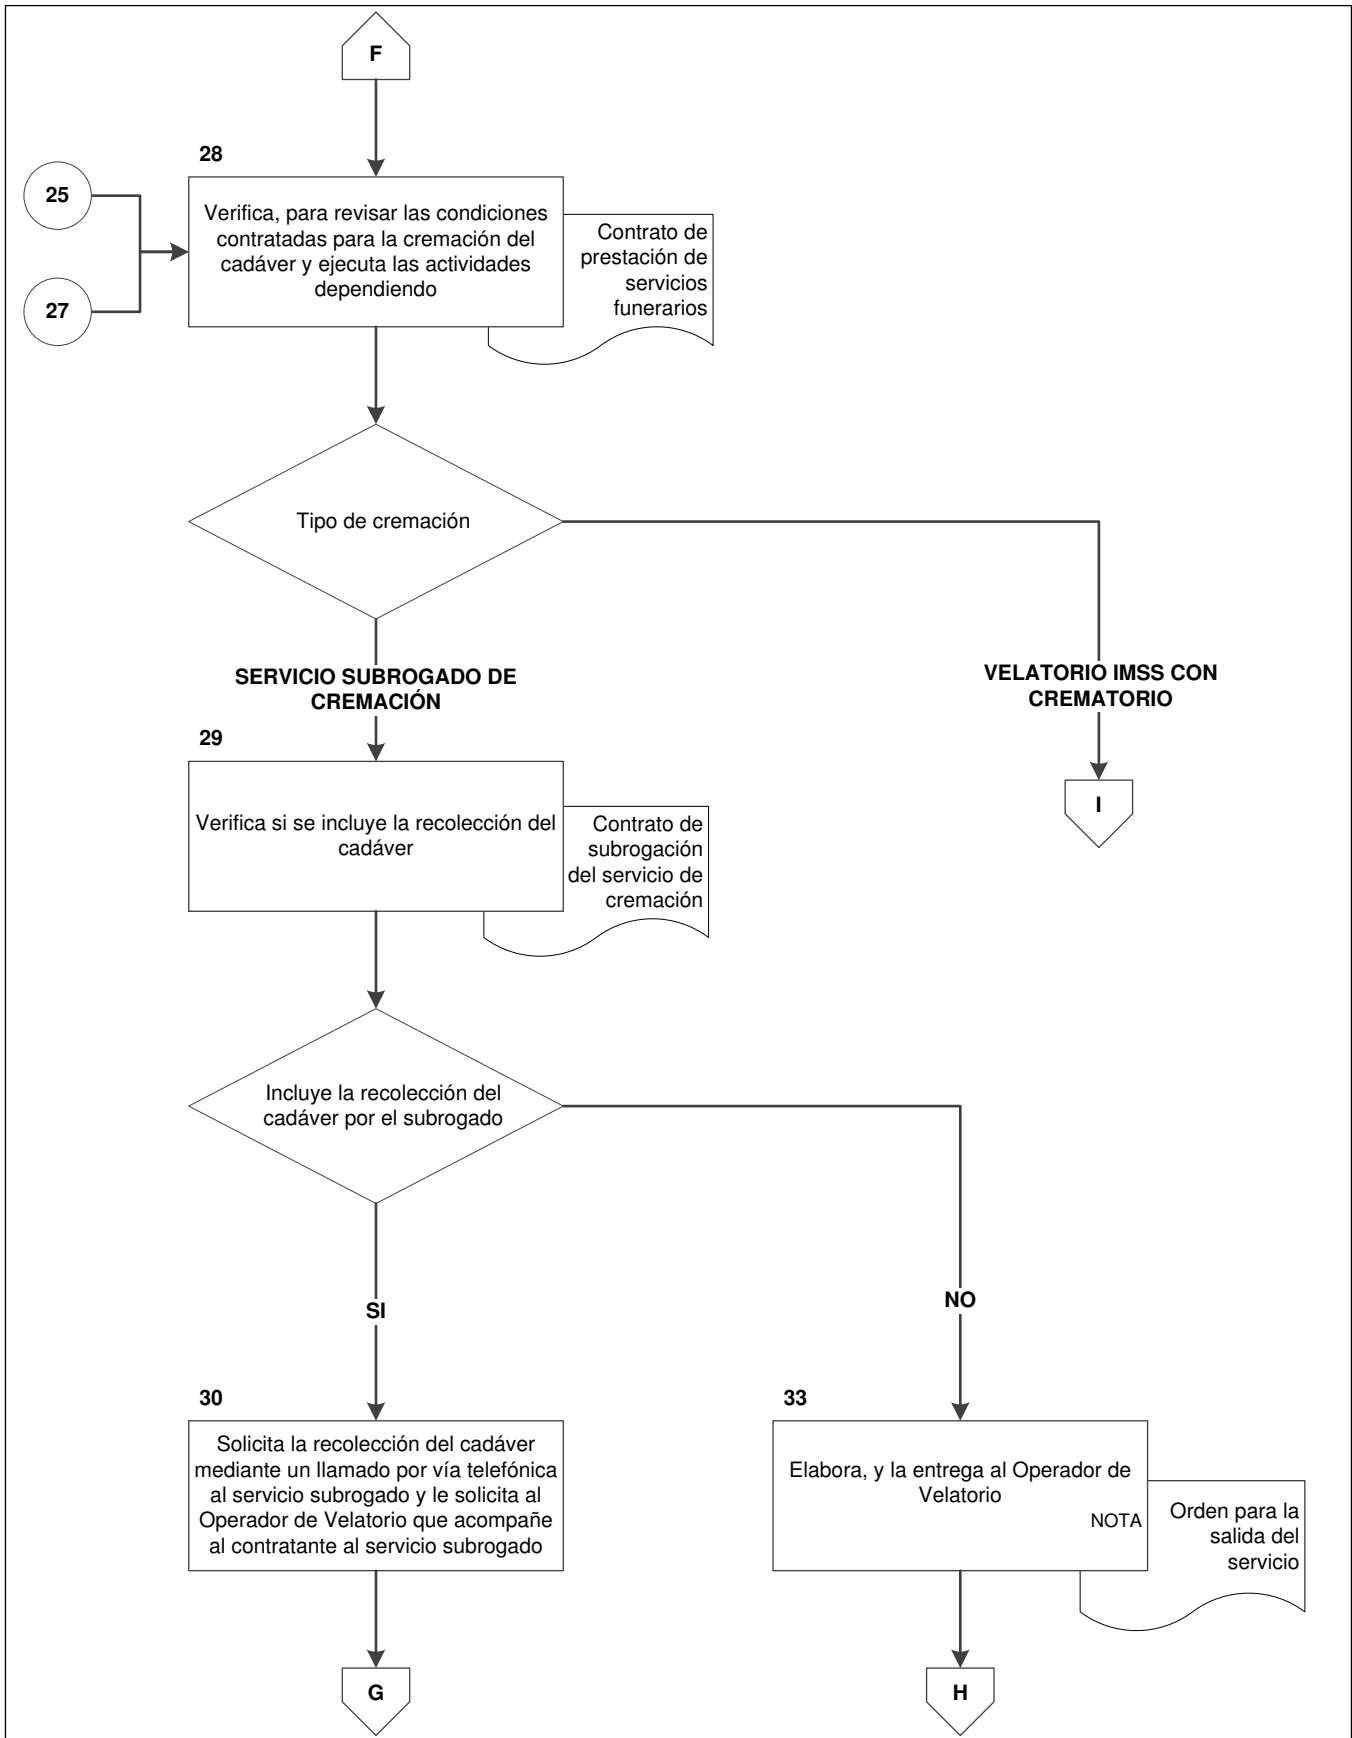 F
28
25
27
Verifica, para revisar las condiciones
contratadas para la cremación del
cadáver y ejecuta las actividades
dependiendo
Contrato de
prestación de
servicios
funerarios
Tipo de cremación
SERVICIO SUBROGADO DE
CREMACIÓN
VELATORIO IMSS CON
CREMATORIO
29
I
Verifica si se incluye la recolección del
cadáver
Contrato de
subrogación
del servicio de
cremación
Incluye la recolección del
cadáver por el subrogado
SI
NO
30
Solicita la recolección del cadáver
mediante un llamado por vía telefónica
al servicio subrogado y le solicita al
Operador de Velatorio que acompañe
al contratante al servicio subrogado
33
Elabora, y la entrega al Operador de
Velatorio
NOTA
Orden para la
salida del
servicio
G
H